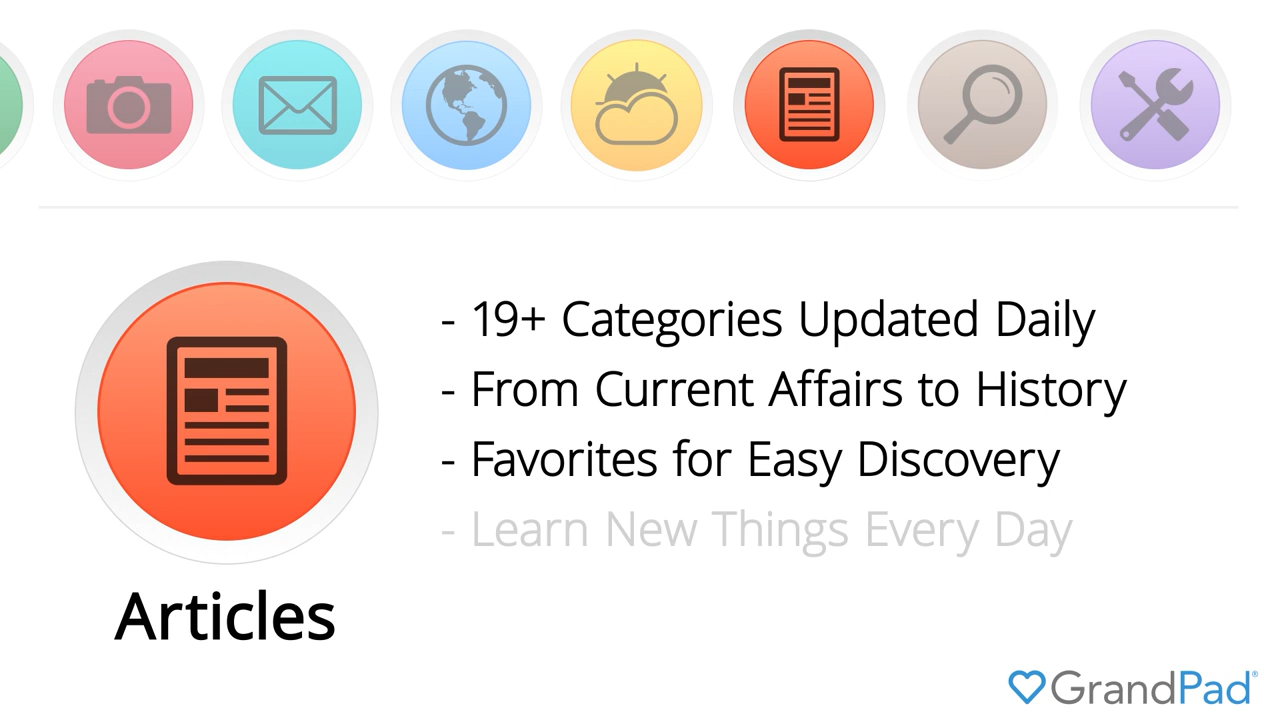 - 19+ Categories Updated Daily
- From Current Affairs to History
- Favorites for Easy Discovery
- Learn New Things Every Day
Articles
GrandPad®